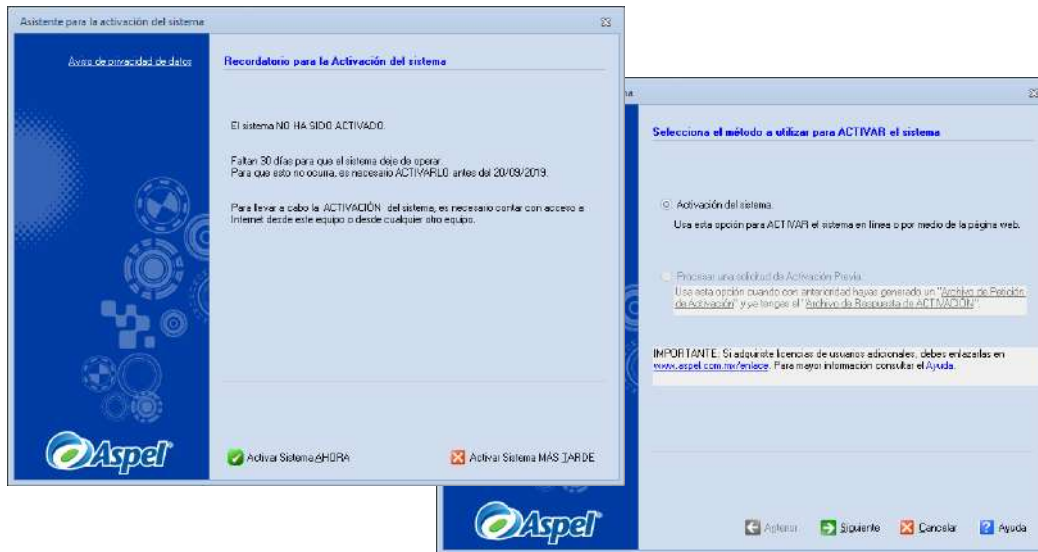 Asistente para la activación del sistema
Aviso de privacidad de datos
Recordatorio para la Activación del sistema
El sistema NO HA SIDO ACTIVADO.
Faltan 30 días para que el sistema deje de operar.
Para que esto no ocurra, es necesario ACTIVARLO antes del 20/09/2019.
Para llevar a cabo la ACTIVACIÓN del sistema, es necesario contar con acceso a
Internet desde este equipo o desde cualquier otro equipo.
Aspel
Activar Sistema AHORA
Activar Sistema MÁS TARDE
Selecciona el método a utilizar para ACTIVAR el sistema
Activación del sistema.
Usa esta opción para ACTIVAR el sistema en línea o por medio de la página web.
Procesar una solicitud de Activación Previa.
Usa esta opción cuando con anterioridad hayas generado un "Archivo de Petición
de Activación" y ya tengas el "Archivo de Respuesta de ACTIVACIÓN"
IMPORTANTE: Si adquiriste licencias de usuarios adicionales, debes enlazarlas en
www.aspel.com.mx/enlace. Para mayor información consultar el Ayuda.
Aspel
Anterior
Siguiente
Cancelar
Ayuda